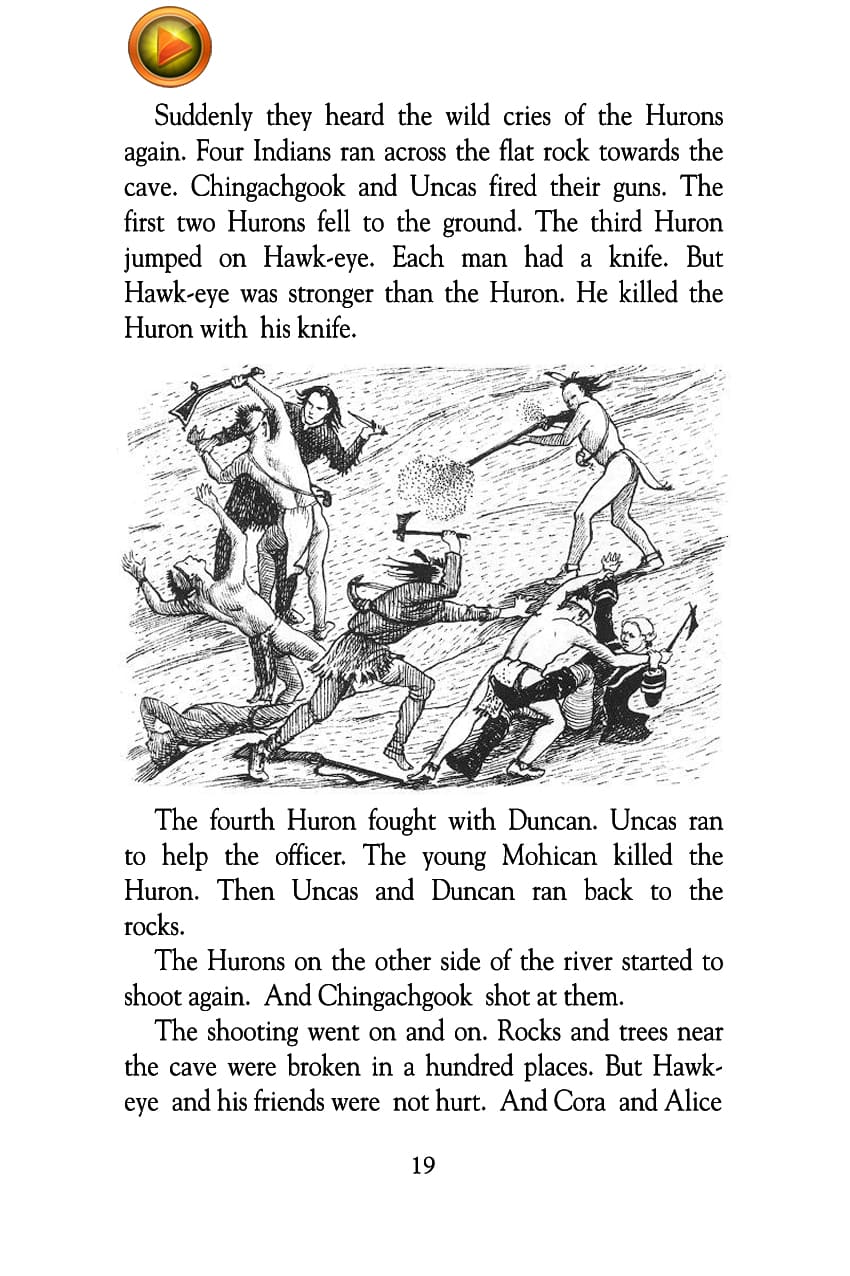 Suddenly they heard the wild cries of the Hurons
again. Four Indians ran across the flat rock towards the
cave. Chingachgook and Uncas fired their guns. The
first two Hurons fell to the ground. The third Huron
jumped on Hawk-eye. Each man had a knife. But
Hawk-eye was stronger than the Huron. He killed the
Huron with his knife.
The fourth Huron fought with Duncan. Uncas ran
to help the officer. The young Mohican killed the
Huron. Then Uncas and Duncan ran back to the
rocks.
The Hurons on the other side of the river started to
shoot again. And Chingachgook shot at them.
The shooting went on and on. Rocks and trees near
the cave were broken in a hundred places. But Hawk-
eye and his friends were not hurt. And Cora and Alice
19